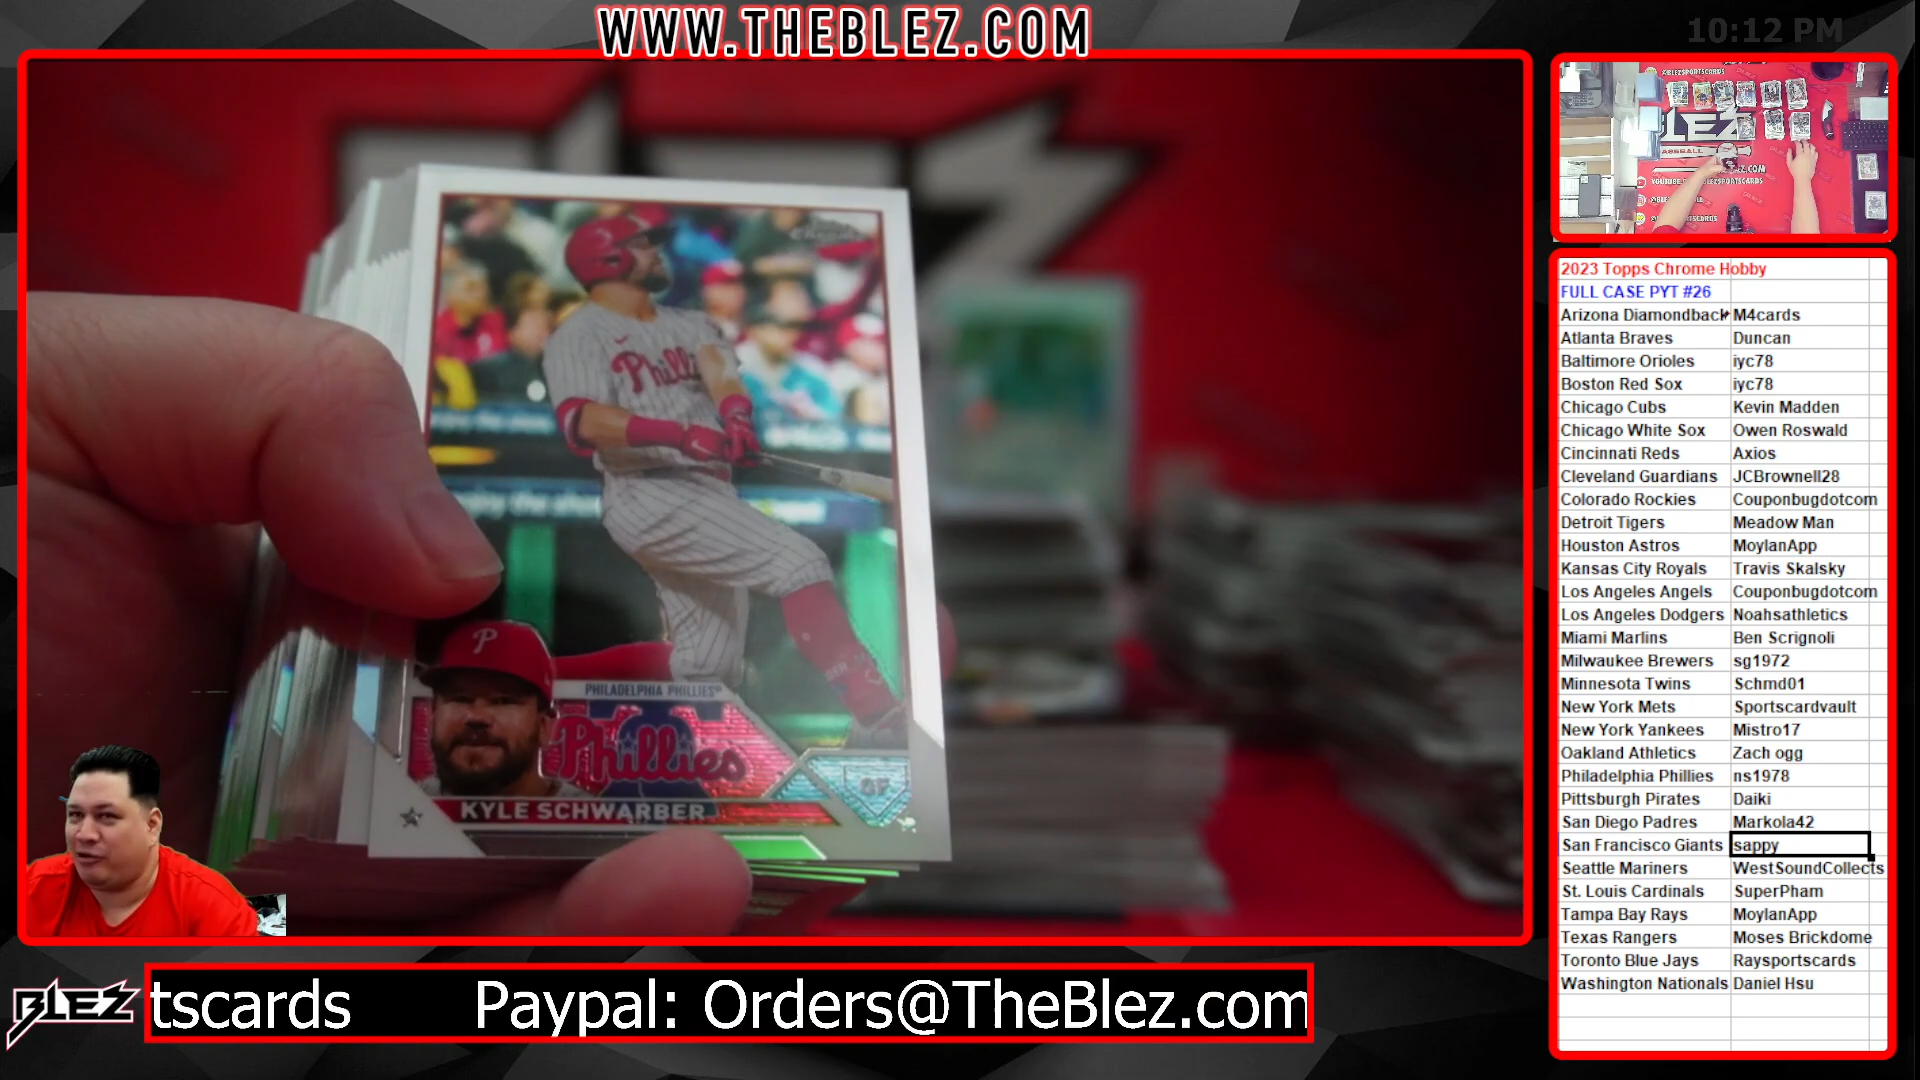 WWW.THEBLEZ.COM
10:12 PM
@BLEZSPORTSCARDS
Phillies
PHILADELPHIA PHILLIES
Phillies
OF
KYLE SCHWARBER
2023 Topps Chrome Hobby
FULL CASE PYT #26
Arizona Diamondback M4cards
Atlanta Braves Duncan
Baltimore Orioles iyc78
Boston Red Sox iyc78
Chicago Cubs Kevin Madden
Chicago White Sox Owen Roswald
Cincinnati Reds Axios
Cleveland Guardians JCBrownell28
Colorado Rockies Couponbugdotcom
Detroit Tigers Meadow Man
Houston Astros MoylanApp
Kansas City Royals Travis Skalsky
Los Angeles Angels Couponbugdotcom
Los Angeles Dodgers Noahsathletics
Miami Marlins Ben Scrignoli
Milwaukee Brewers sg1972
Minnesota Twins Schmd01
New York Mets Sportscardvault
New York Yankees Mistro17
Oakland Athletics Zach ogg
Philadelphia Phillies ns1978
Pittsburgh Pirates Daiki
San Diego Padres Markola42
San Francisco Giants sappy
Seattle Mariners WestSoundCollects
St. Louis Cardinals SuperPham
Tampa Bay Rays MoylanApp
Texas Rangers Moses Brickdome
Toronto Blue Jays Raysportscards
Washington Nationals Daniel Hsu
BLEZ
tscards Paypal: Orders@TheBlez.com